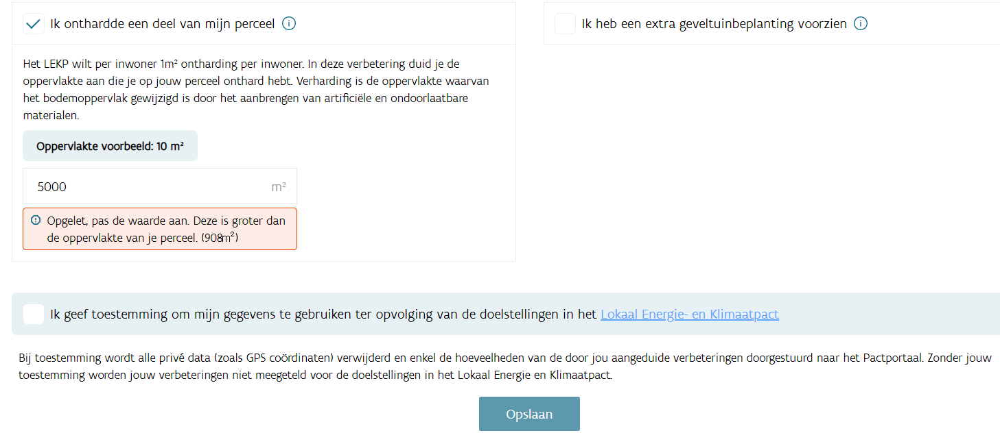 Ik onthardde een deel van mijn perceel
Ik heb een extra geveltuinbeplanting voorzien
Het LEKP wilt per inwoner 1m² ontharding per inwoner. In deze verbetering duid je de
oppervlakte aan die je op jouw perceel onthard hebt. Verharding is de oppervlakte waarvan
het bodemoppervlak gewijzigd is door het aanbrengen van artificiële en ondoorlaatbare
materialen.
Oppervlakte voorbeeld: 10 m²
5000 m²
Opgelet, pas de waarde aan. Deze is groter dan
de oppervlakte van je perceel. (908m²)
Ik geef toestemming om mijn gegevens te gebruiken ter opvolging van de doelstellingen in het Lokaal Energie- en Klimaatpact
Bij toestemming wordt alle privé data (zoals GPS coördinaten) verwijderd en enkel de hoeveelheden van de door jou aangeduide verbeteringen doorgestuurd naar het Pactportaal. Zonder jouw
toestemming worden jouw verbeteringen niet meegeteld voor de doelstellingen in het Lokaal Energie en Klimaatpact.
Opslaan